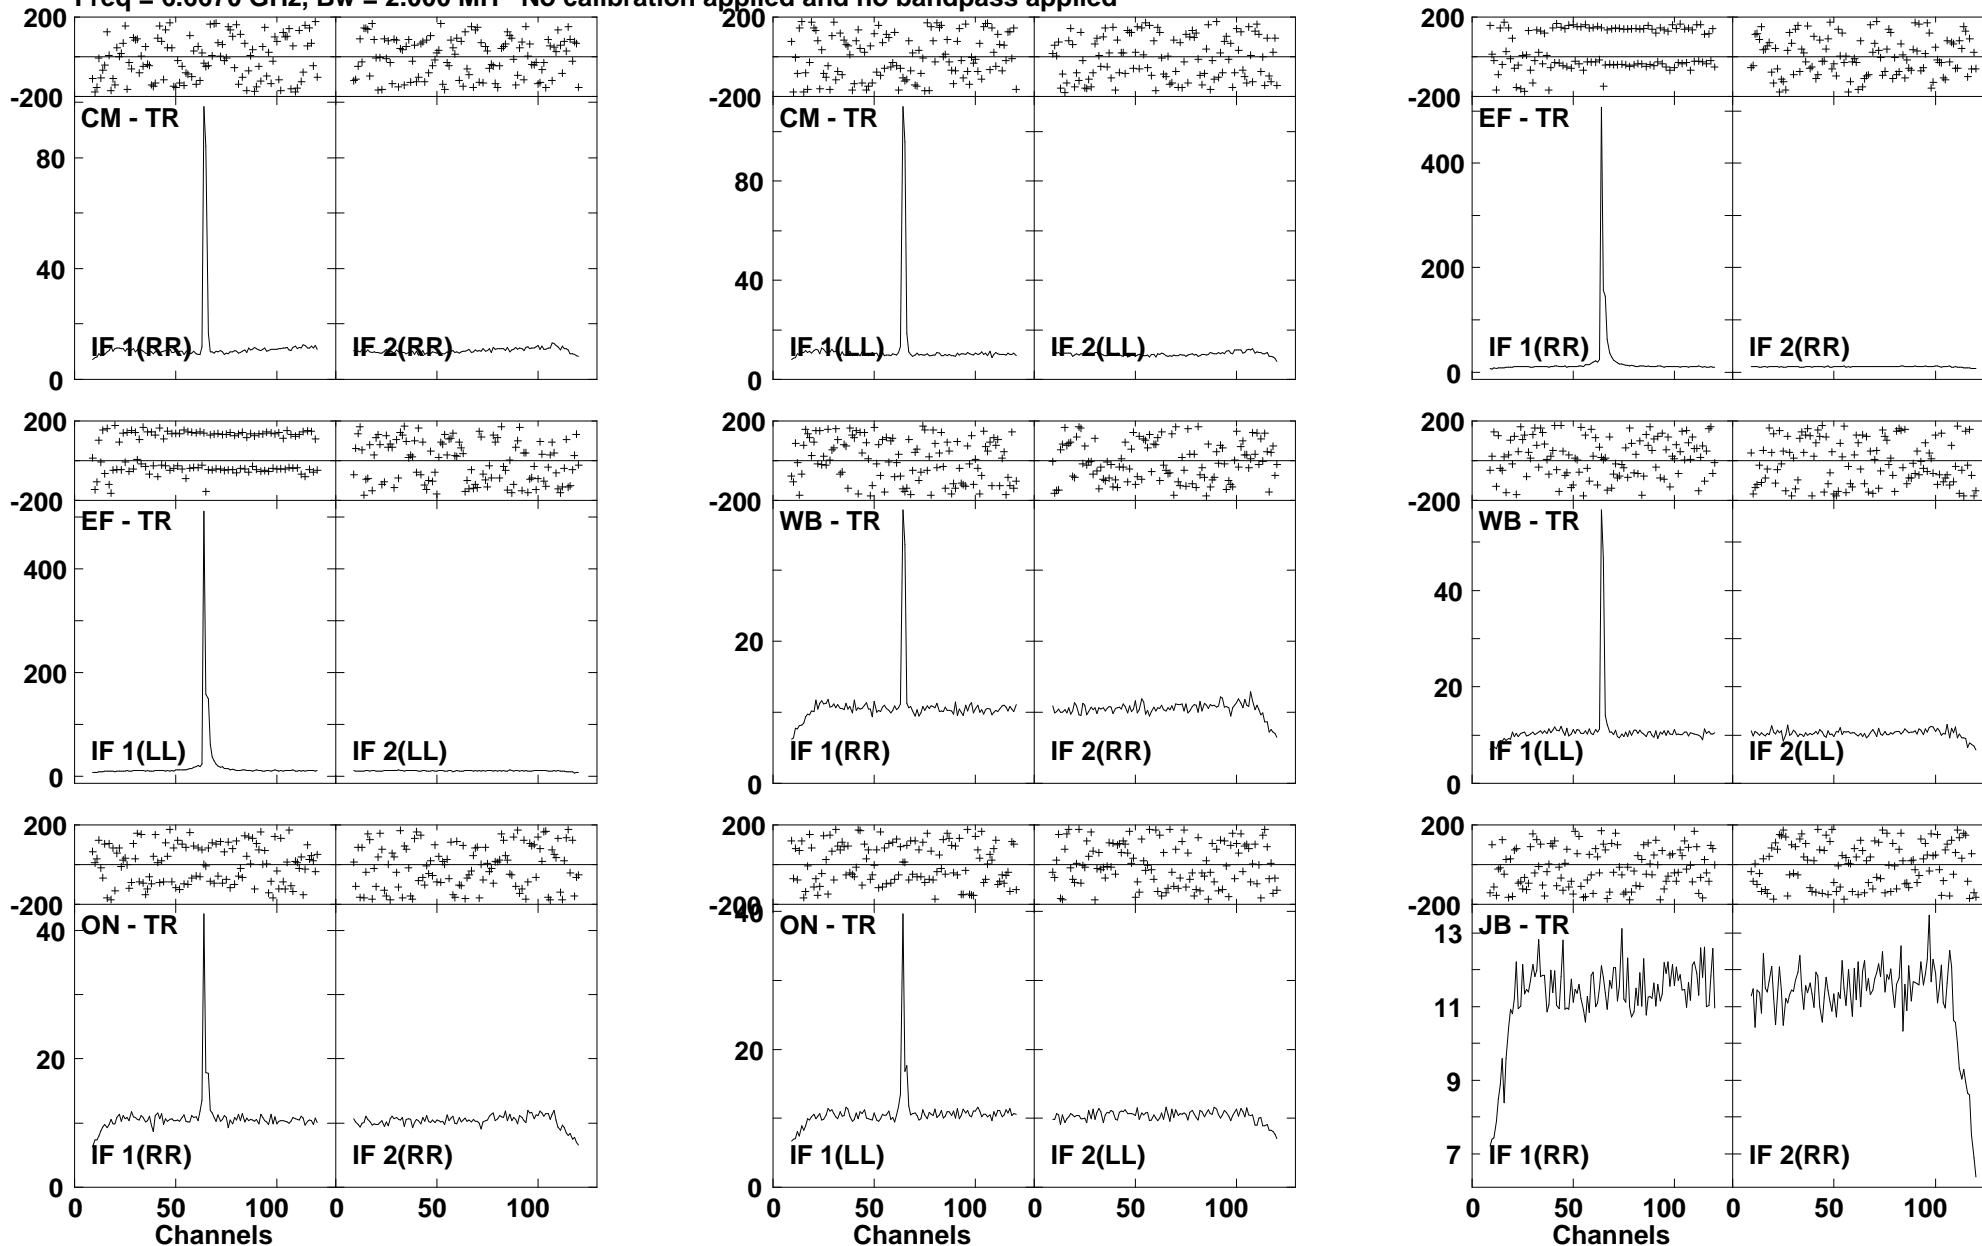 Freq = 6.6670 GHz, Bw = 2.000 MH No calibration applied and no bandpass applied
200 200 200
-200 -200 -200
CM - TR CM - TR EF - TR
80 80 400
40 40 200
IF 1(RR) IF 2(RR) IF 1(LL) IF 2(LL) IF 1(RR) IF 2(RR)
0 0 0
200 200 200
-200 -200 -200
EF - TR WB - TR WB - TR
400 20 40
200 20
IF 1(LL) IF 2(LL) IF 1(RR) IF 2(RR) IF 1(LL) IF 2(LL)
0 0 0
200 200 200
-200 -200 -200
40 40 13
ON - TR ON - TR JB - TR
20 20 11
9
IF 1(RR) IF 2(RR) IF 1(LL) IF 2(LL) 7 IF 1(RR) IF 2(RR)
0 0
0 50 100 0 50 100 0 50 100 0 50 100 0 50 100 0 50 100
Channels Channels Channels